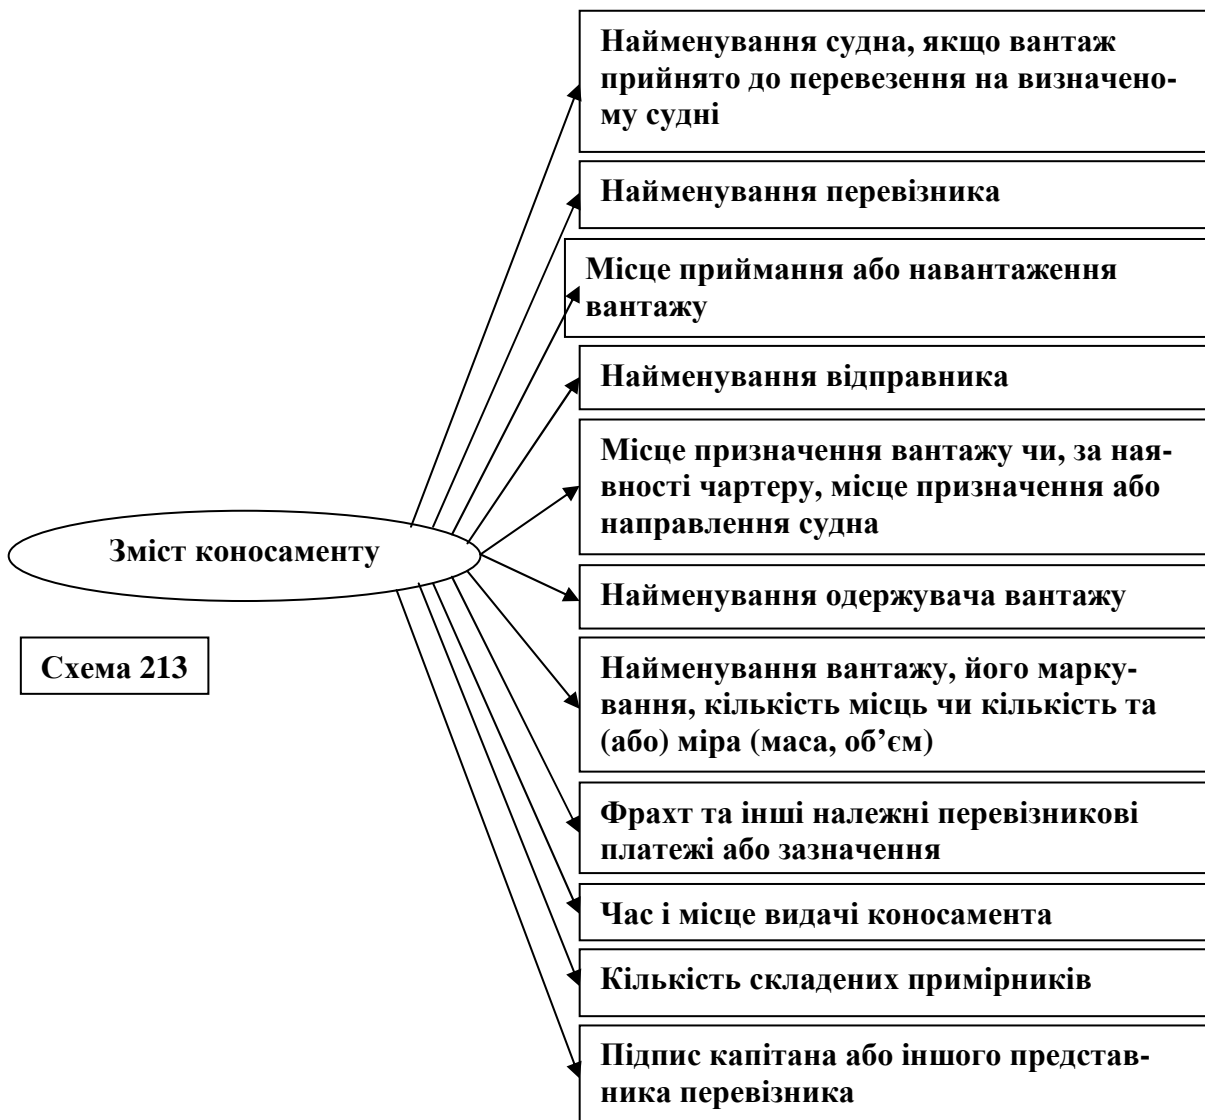 Найменування судна, якщо вантаж
прийнято до перевезення на визначено-
му судні
Найменування перевізника
Місце приймання або навантаження
вантажу
Найменування відправника
Місце призначення вантажу чи, за ная-
вності чартеру, місце призначення або
направлення судна
Зміст коносаменту
Найменування одержувача вантажу
Схема 213
Найменування вантажу, його марку-
вання, кількість місць чи кількість та
(або) міра (маса, об’єм)
Фрахт та інші належні перевізникові
платежі або зазначення
Час і місце видачі коносамента
Кількість складених примірників
Підпис капітана або іншого представ-
ника перевізника